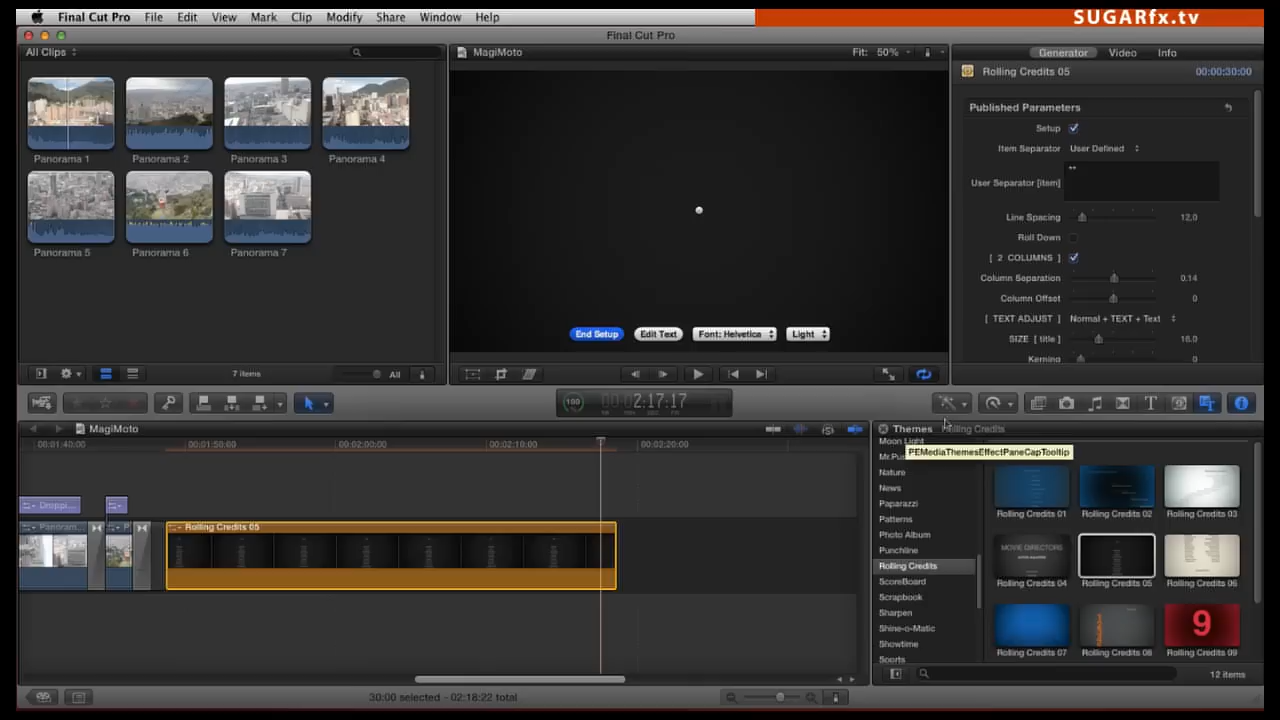 Final Cut Pro File Edit View Mark Clip Modify Share Window Help
SUGARfx.tv
Final Cut Pro
All Clips
MagiMoto
Fit: 50%
Generator Video Info
Panorama 1 Panorama 2 Panorama 3 Panorama 4
Panorama 5 Panorama 6 Panorama 7
Rolling Credits 05 00:00:30:00
Published Parameters
Setup
Item Separator User Defined
User Separator [item] **
Line Spacing 12.0
Roll Down
[ 2 COLUMNS ]
Column Separation 0.14
Column Offset 0
[ TEXT ADJUST ] Normal + TEXT + Text
SIZE [ title ] 16.0
Kerning 0
End Setup Edit Text Font: Helvetica Light
7 items
All
100 2:17:17
MagiMoto
00:01:40:00 00:01:50:00 00:02:00:00 00:02:10:00 00:02:20:00
Droppi...
Panoram...
P
Rolling Credits 05
Themes Rolling Credits
PEMediaThemesEffectPaneCapTooltip
Moon Light
Nature
News
Paparazzi
Patterns
Photo Album
Punchline
Rolling Credits
ScoreBoard
Scrapbook
Sharpen
Shine-o-Matic
Showtime
Sports
Rolling Credits 01 Rolling Credits 02 Rolling Credits 03
MOVIE DIRECTORS
Rolling Credits 04 Rolling Credits 05 Rolling Credits 06
9
Rolling Credits 07 Rolling Credits 08 Rolling Credits 09
12 items
30:00 selected - 02:18:22 total